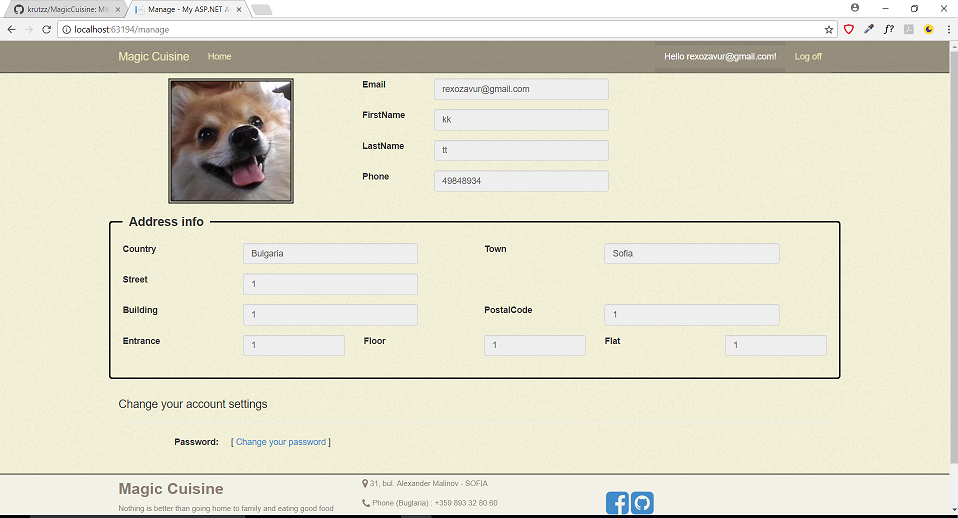 krutzz/MagicCuisine: MV
Manage - My ASP.NET A
localhost:63194/manage
Magic Cuisine Home Hello rexozavur@gmail.com! Log off
Email rexozavur@gmail.com
FirstName kk
LastName tt
Phone 49848934
Address info
Country Bulgaria Town Sofia
Street 1
Building 1 PostalCode 1
Entrance 1 Floor 1 Flat 1
Change your account settings
Password: [ Change your password ]
Magic Cuisine
Nothing is better than going home to family and eating good food
31, bul. Alexander Malinov - SOFIA
Phone (Buglaria) : +359 893 32 80 60